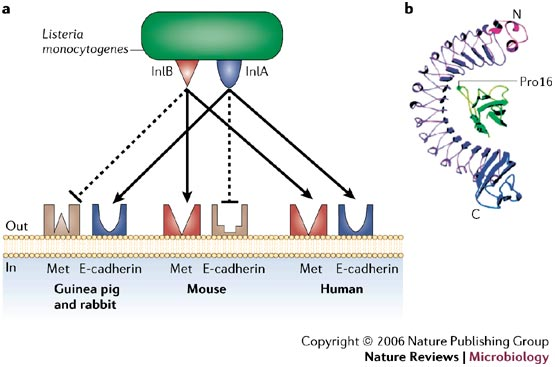 a
Listeria
monocytogenes
InlB
InlA
Out
In
Met E-cadherin
Met E-cadherin
Met E-cadherin
Guinea pig
and rabbit
Mouse
Human
b
N
Pro16
C
Copyright © 2006 Nature Publishing Group
Nature Reviews | Microbiology